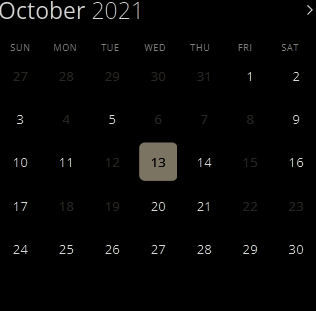 October 2021
SUN MON TUE WED THU FRI SAT
27 28 29 30 31 1 2
3 4 5 6 7 8 9
10 11 12 13 14 15 16
17 18 19 20 21 22 23
24 25 26 27 28 29 30